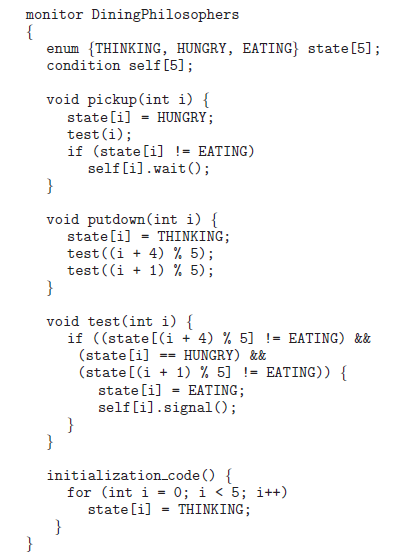 monitor DiningPhilosophers
{
enum {THINKING, HUNGRY, EATING} state[5];
condition self[5];
void pickup(int i) {
state[i] = HUNGRY;
test(i);
if (state[i] != EATING)
self[i].wait();
}
void putdown(int i) {
state[i] = THINKING;
test((i + 4) % 5);
test((i + 1) % 5);
}
void test(int i) {
if ((state[(i + 4) % 5] != EATING) &&
(state[i] == HUNGRY) &&
(state[(i + 1) % 5] != EATING)) {
state[i] = EATING;
self[i].signal();
}
}
initialization_code() {
for (int i = 0; i < 5; i++)
state[i] = THINKING;
}
}